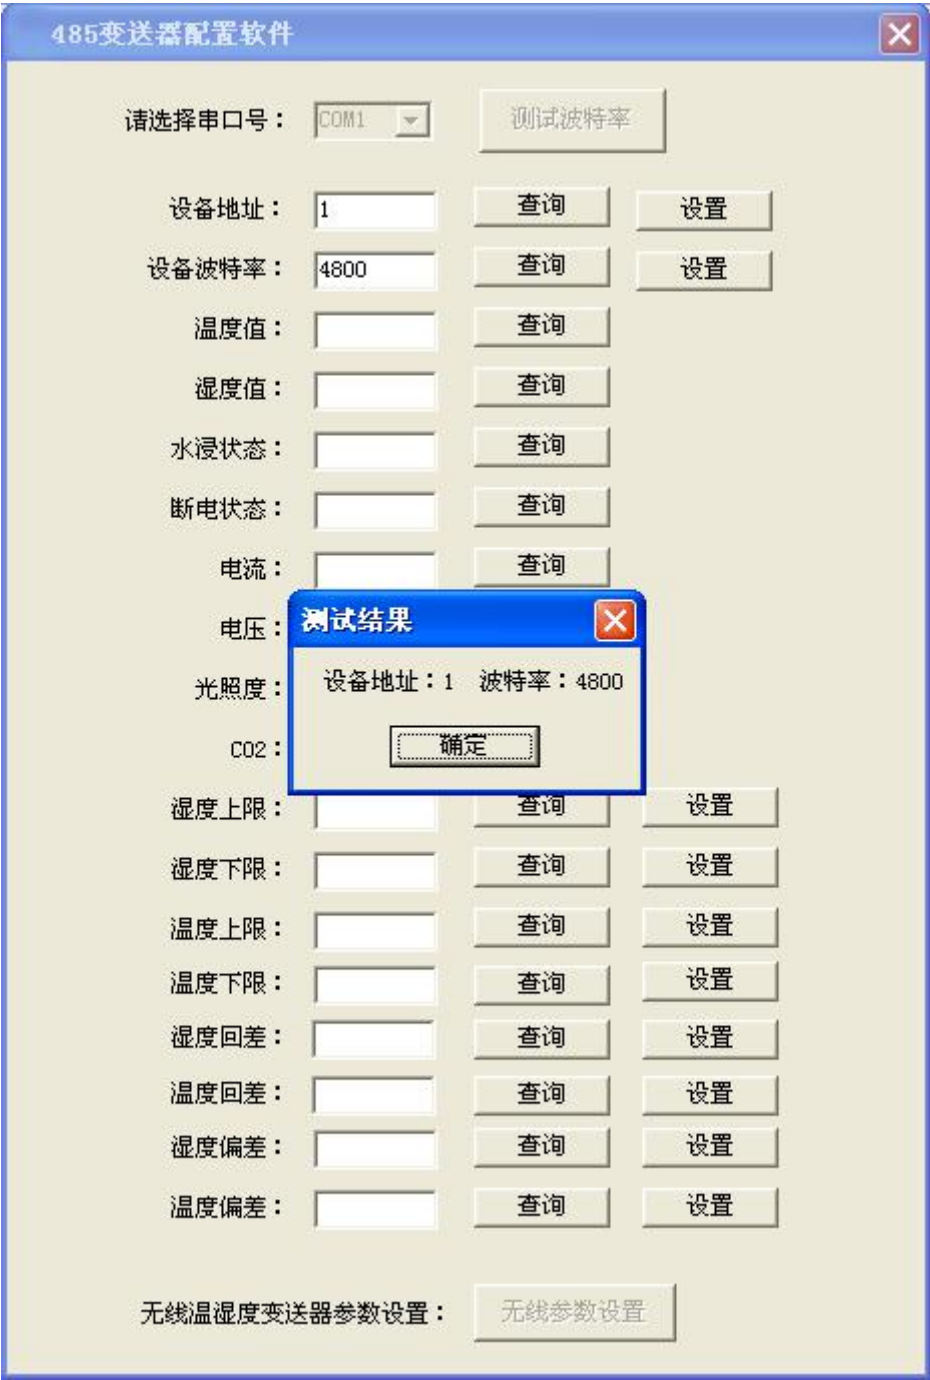 485变送器配置软件
请选择串口号： COM1 测试波特率
设备地址： 1 查询 设置
设备波特率： 4800 查询 设置
温度值： 查询
湿度值： 查询
水浸状态： 查询
断电状态： 查询
电流： 查询
电压：
测试结果
光照度：
设备地址：1 波特率：4800
CO2：
确定
湿度上限： 查询 设置
湿度下限： 查询 设置
温度上限： 查询 设置
温度下限： 查询 设置
湿度回差： 查询 设置
温度回差： 查询 设置
湿度偏差： 查询 设置
温度偏差： 查询 设置
无线温湿度变送器参数设置： 无线参数设置